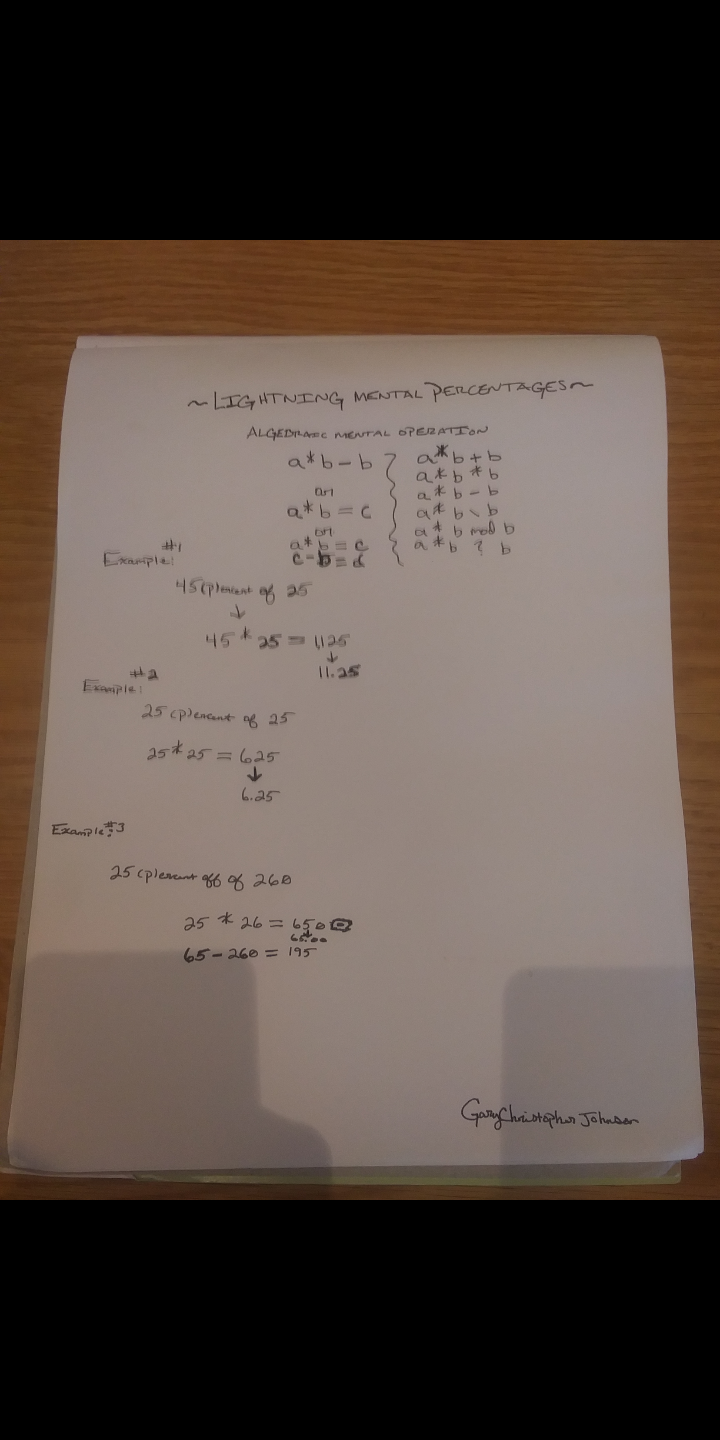 ~ LIGHTNING MENTAL PERCENTAGES ~
ALGEBRAIC MENTAL OPERATION
a * b - b
or
a * b = c
or
a * b = c
c - b = d
a * b + b
a * b * b
a * b - b
a * b \ b
a * b mod b
a * b ? b
#1
Example:
45 (p)ercent of 25
↓
45 * 25 = 1,125
↓
11.25
#2
Example:
25 (p)ercent of 25
25 * 25 = 625
↓
6.25
Example #3:
25 (p)ercent off of 260
25 * 26 = 650
65.00
65 - 260 = 195
Gary Christopher Johnson